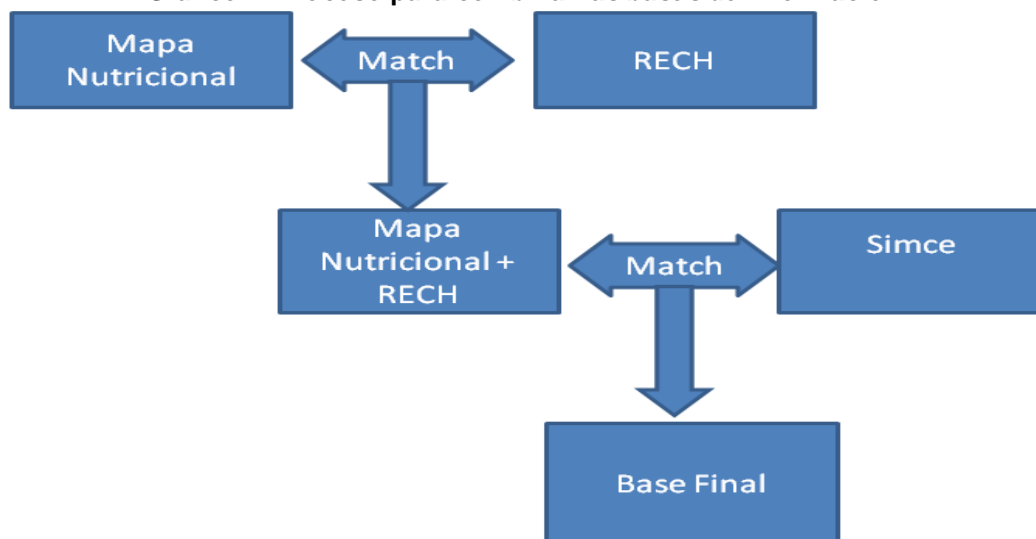 Mapa
Nutricional
Match
RECH
Mapa
Nutricional +
RECH
Match
Simce
Base Final